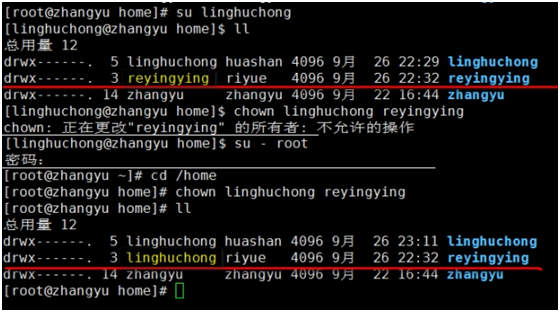 [root@zhangyu home]# su linghuchong
[linghuchong@zhangyu home]$ ll
总用量 12
drwx------.  5 linghuchong huashan 4096 9月  26 22:29 linghuchong
drwx------.  3 reyingying  riyue   4096 9月  26 22:32 reyingying
drwx------. 14 zhangyu     zhangyu 4096 9月  22 16:44 zhangyu
[linghuchong@zhangyu home]$ chown linghuchong reyingying
chown: 正在更改"reyingying" 的所有者: 不允许的操作
[linghuchong@zhangyu home]$ su - root
密码:
[root@zhangyu ~]# cd /home
[root@zhangyu home]# chown linghuchong reyingying
[root@zhangyu home]# ll
总用量 12
drwx------.  5 linghuchong huashan 4096 9月  26 23:11 linghuchong
drwx------.  3 linghuchong riyue   4096 9月  26 22:32 reyingying
drwx------. 14 zhangyu     zhangyu 4096 9月  22 16:44 zhangyu
[root@zhangyu home]#